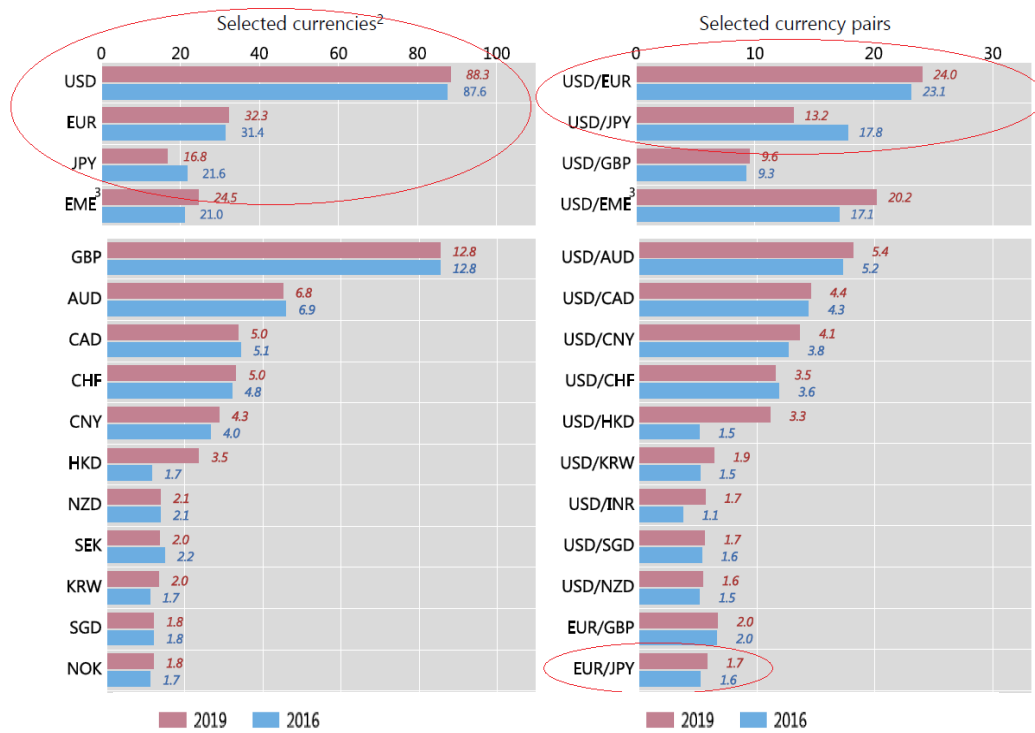 Selected currencies²
0 20 40 60 80 100
USD 88.3
87.6
EUR 32.3
31.4
JPY 16.8
21.6
EME³ 24.5
21.0
GBP 12.8
12.8
AUD 6.8
6.9
CAD 5.0
5.1
CHF 5.0
4.8
CNY 4.3
4.0
HKD 3.5
1.7
NZD 2.1
2.1
SEK 2.0
2.2
KRW 2.0
1.7
SGD 1.8
1.8
NOK 1.8
1.7
2019 2016
Selected currency pairs
0 10 20 30
USD/EUR 24.0
23.1
USD/JPY 13.2
17.8
USD/GBP 9.6
9.3
USD/EME³ 20.2
17.1
USD/AUD 5.4
5.2
USD/CAD 4.4
4.3
USD/CNY 4.1
3.8
USD/CHF 3.5
3.6
USD/HKD 3.3
1.5
USD/KRW 1.9
1.5
USD/INR 1.7
1.1
USD/SGD 1.7
1.6
USD/NZD 1.6
1.5
EUR/GBP 2.0
2.0
EUR/JPY 1.7
1.6
2019 2016